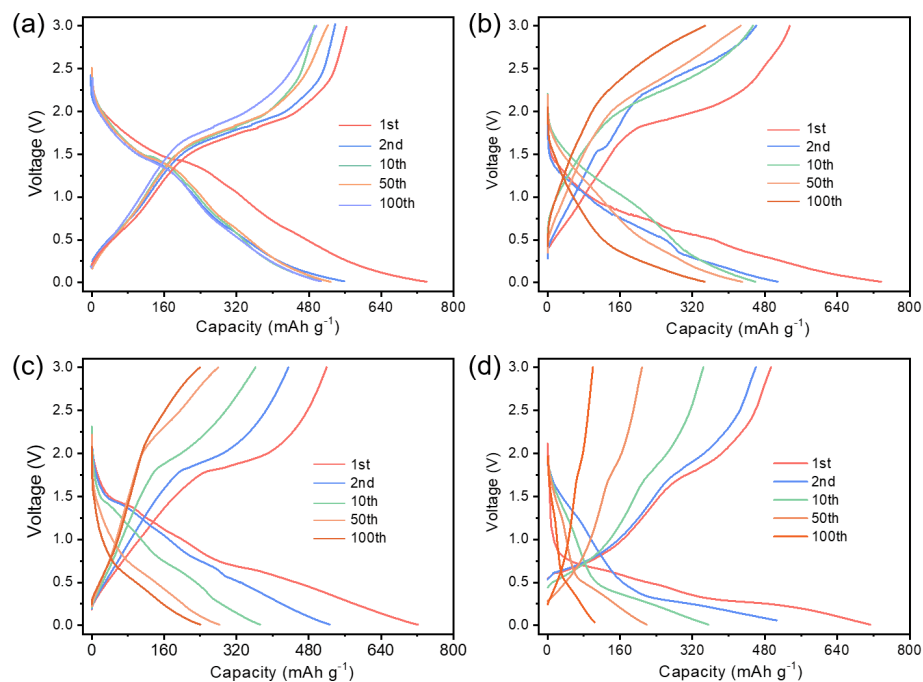 (a)
3.0
2.5
2.0
1.5
1.0
0.5
0.0
Voltage (V)
1st
2nd
10th
50th
100th
0 160 320 480 640 800
Capacity (mAh g⁻¹)
(b)
3.0
2.5
2.0
1.5
1.0
0.5
0.0
Voltage (V)
1st
2nd
10th
50th
100th
0 160 320 480 640 800
Capacity (mAh g⁻¹)
(c)
3.0
2.5
2.0
1.5
1.0
0.5
0.0
Voltage (V)
1st
2nd
10th
50th
100th
0 160 320 480 640 800
Capacity (mAh g⁻¹)
(d)
3.0
2.5
2.0
1.5
1.0
0.5
0.0
Voltage (V)
1st
2nd
10th
50th
100th
0 160 320 480 640 800
Capacity (mAh g⁻¹)